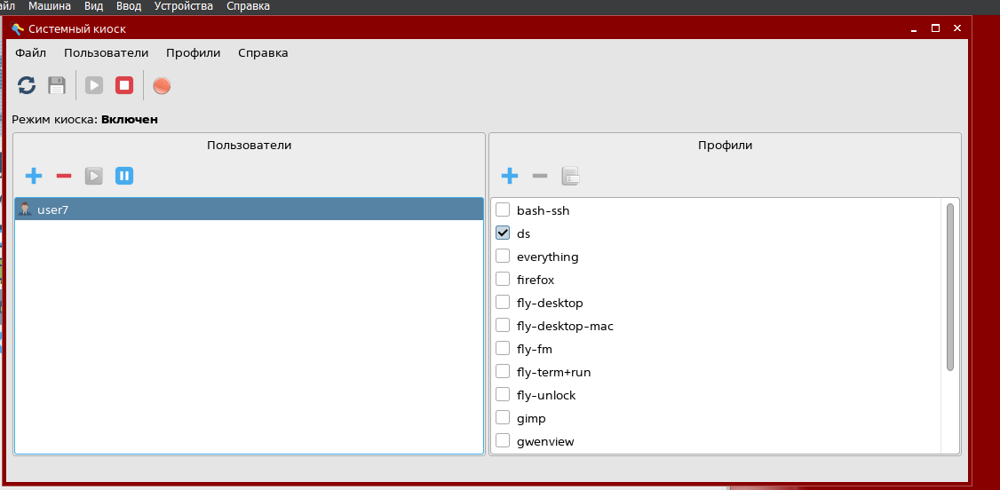 айл Машина Вид Ввод Устройства Справка
Системный киоск
Файл Пользователи Профили Справка
Режим киоска: Включен
Пользователи
user7
Профили
bash-ssh
ds
everything
firefox
fly-desktop
fly-desktop-mac
fly-fm
fly-term+run
fly-unlock
gimp
gwenview